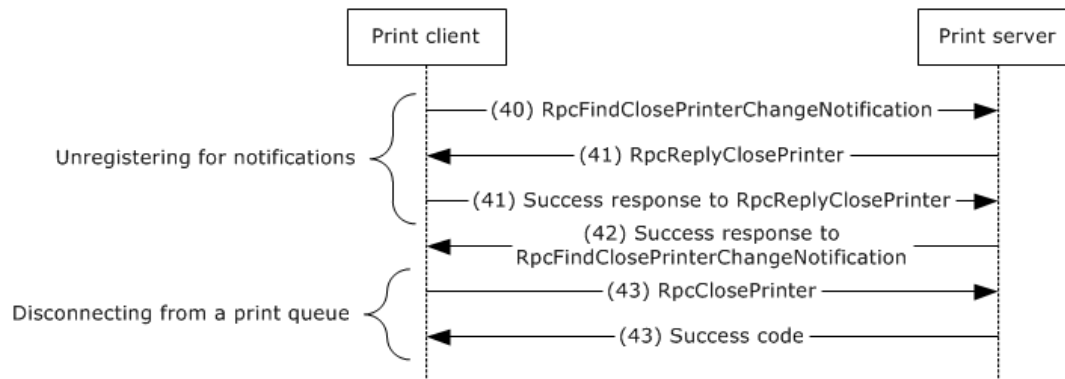 Print client
Print server
(40) RpcFindClosePrinterChangeNotification
Unregistering for notifications
(41) RpcReplyClosePrinter
(41) Success response to RpcReplyClosePrinter
(42) Success response to
RpcFindClosePrinterChangeNotification
(43) RpcClosePrinter
Disconnecting from a print queue
(43) Success code